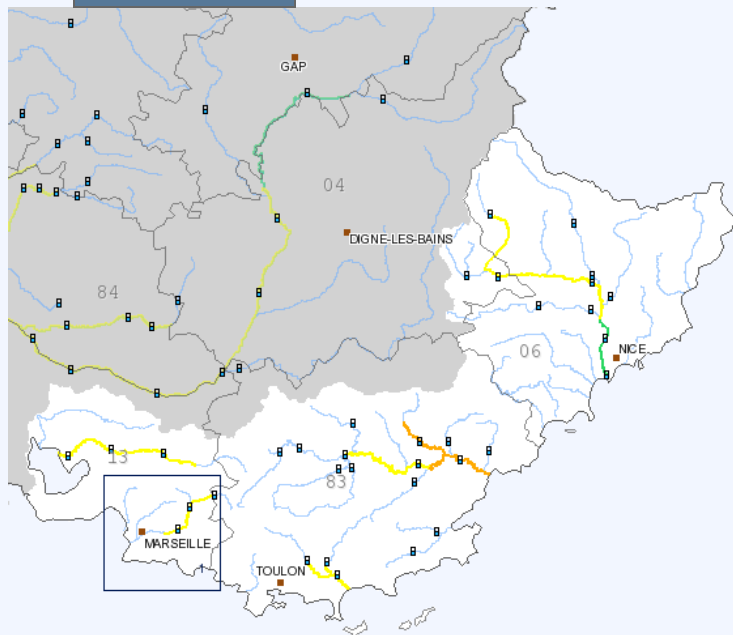 GAP
04
DIGNE-LES-BAINS
84
06
NICE
13
83
MARSEILLE
TOULON